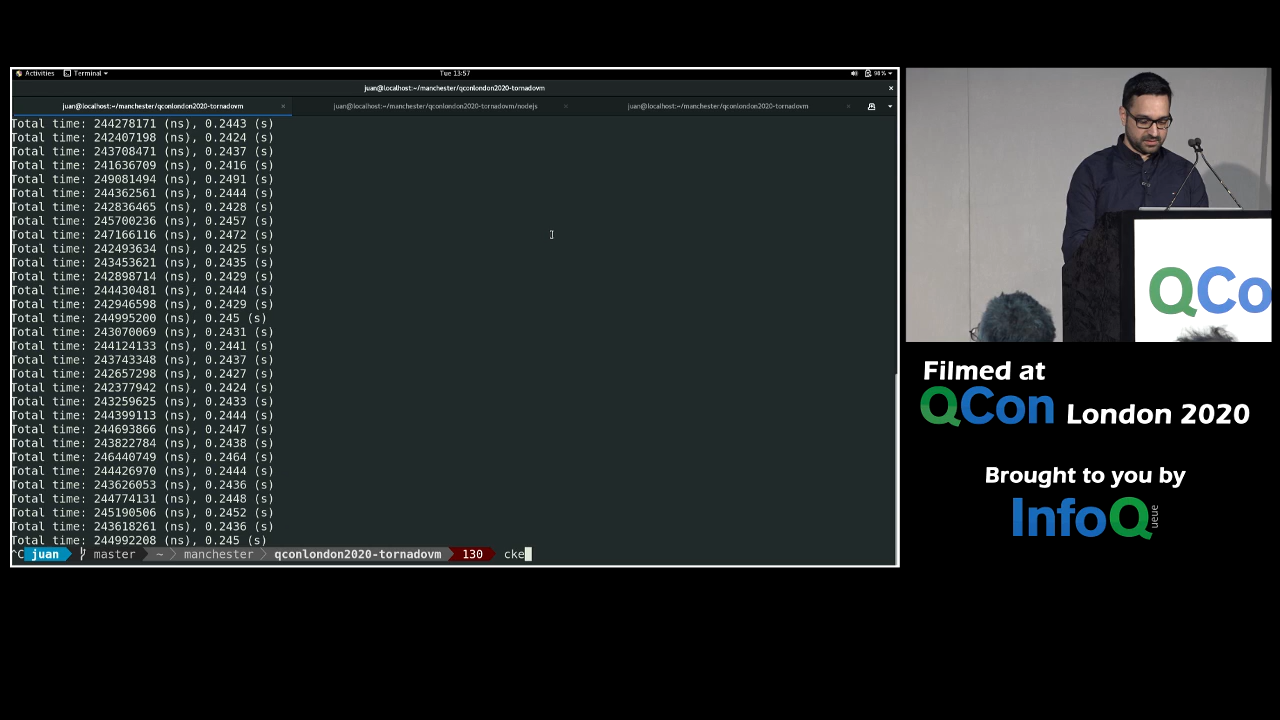 Activities Terminal Tue 13:57 98%
juan@localhost:~/manchester/qconlondon2020-tornadovm
juan@localhost:~/manchester/qconlondon2020-tornadovm juan@localhost:~/manchester/qconlondon2020-tornadovm/nodejs juan@localhost:~/manchester/qconlondon2020-tornadovm
Total time: 244278171 (ns), 0.2443 (s)
Total time: 242407198 (ns), 0.2424 (s)
Total time: 243708471 (ns), 0.2437 (s)
Total time: 241636709 (ns), 0.2416 (s)
Total time: 249081494 (ns), 0.2491 (s)
Total time: 244362561 (ns), 0.2444 (s)
Total time: 242836465 (ns), 0.2428 (s)
Total time: 245700236 (ns), 0.2457 (s)
Total time: 247166116 (ns), 0.2472 (s)
Total time: 242493634 (ns), 0.2425 (s)
Total time: 243453621 (ns), 0.2435 (s)
Total time: 242898714 (ns), 0.2429 (s)
Total time: 244430481 (ns), 0.2444 (s)
Total time: 242946598 (ns), 0.2429 (s)
Total time: 244995200 (ns), 0.245 (s)
Total time: 243070069 (ns), 0.2431 (s)
Total time: 244124133 (ns), 0.2441 (s)
Total time: 243743348 (ns), 0.2437 (s)
Total time: 242657298 (ns), 0.2427 (s)
Total time: 242377942 (ns), 0.2424 (s)
Total time: 243259625 (ns), 0.2433 (s)
Total time: 244399113 (ns), 0.2444 (s)
Total time: 244693866 (ns), 0.2447 (s)
Total time: 243822784 (ns), 0.2438 (s)
Total time: 246440749 (ns), 0.2464 (s)
Total time: 244426970 (ns), 0.2444 (s)
Total time: 243626053 (ns), 0.2436 (s)
Total time: 244774131 (ns), 0.2448 (s)
Total time: 245190506 (ns), 0.2452 (s)
Total time: 243618261 (ns), 0.2436 (s)
Total time: 244992208 (ns), 0.245 (s)
^C juan master ~ manchester qconlondon2020-tornadovm 130 cke
QCo
Filmed at
QCon London 2020
Brought to you by
InfoQueue